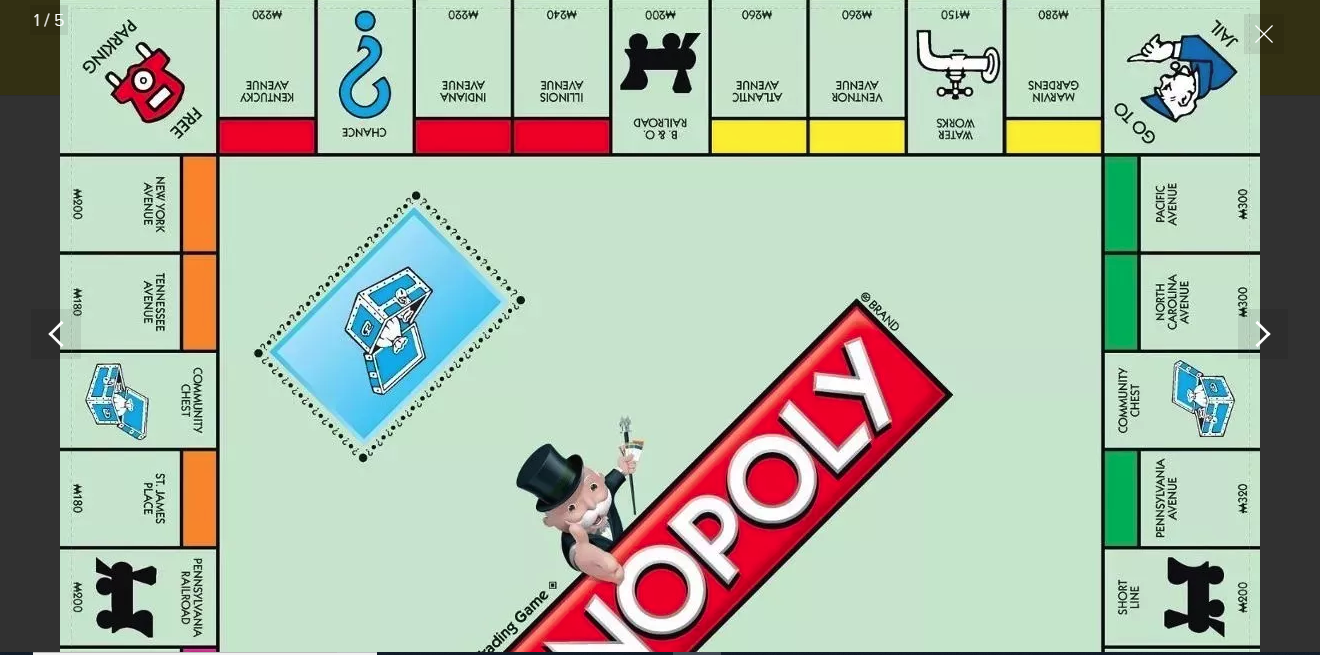 1 / 5
FREE
PARKING
₩220
KENTUCKY
AVENUE
CHANCE
₩220
INDIANA
AVENUE
₩240
ILLINOIS
AVENUE
₩200
B. & O.
RAILROAD
₩260
ATLANTIC
AVENUE
₩260
VENTNOR
AVENUE
₩150
WATER
WORKS
₩280
MARVIN
GARDENS
GO TO
JAIL
NEW YORK
AVENUE
₩200
TENNESSEE
AVENUE
₩180
COMMUNITY
CHEST
ST. JAMES
PLACE
₩180
PENNSYLVANIA
RAILROAD
₩200
PACIFIC
AVENUE
₩300
NORTH
CAROLINA
AVENUE
₩300
COMMUNITY
CHEST
PENNSYLVANIA
AVENUE
₩320
SHORT
LINE
₩200
® BRAND
NOPOLY
ading Game